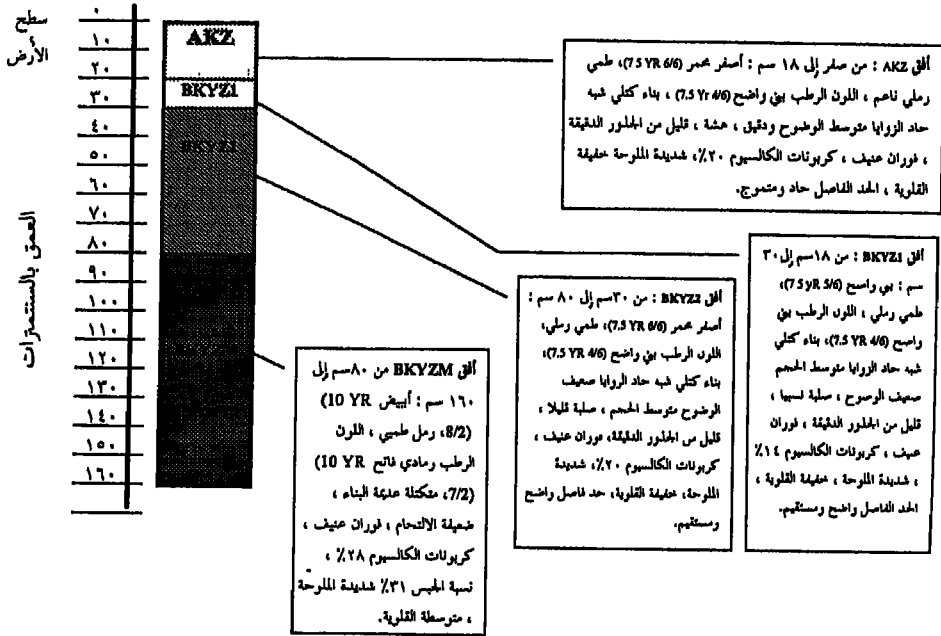 سطح
الأرض
العمق بالسنتمترات
٠
١٠
٢٠
٣٠
٤٠
٥٠
٦٠
٧٠
٨٠
٩٠
١٠٠
١١٠
١٢٠
١٣٠
١٤٠
١٥٠
١٦٠
AKZ
BKYZ1
BKYZ2
أفق AKZ : من صفر إلى ١٨ سم : أصفر محمر (7.5 YR 6/6)، طمي
رملي ناعم ، اللون الرطب بني واضح (7.5 Yr 4/6) ، بناء كتلي شبه
حاد الزوايا متوسط الوضوح ودقيق ، هشة ، قليل من الجذور الدقيقة
، فوران عنيف ، كربونات الكالسيوم ٢٠٪، شديدة الملوحة خفيفة
القلوية ، الحد الفاصل حاد ومتموج.
أفق BKYZ1 : من ١٨سم إلى ٣٠
سم : بني واضح (7.5 yR 5/6)،
طمي رملي ، اللون الرطب بني
واضح (7.5 YR 4/6)، بناء كتلي
شبه حاد الزوايا متوسط الحجم
ضعيف الوضوح ، صلبة نسبيا ،
قليل من الجذور الدقيقة ، فوران
عنيف ، كربونات الكالسيوم ١٤٪
، شديدة الملوحة ، خفيفة القلوية ،
الحد الفاصل واضح ومستقيم.
أفق BKYZ2 : من ٣٠سم إلى ٨٠ سم :
أصفر محمر (7.5 YR 6/6)، طمي رملي،
اللون الرطب بني واضح (7.5 YR 4/6)،
بناء كتلي شبه حاد الزوايا ضعيف
الوضوح متوسط الحجم ، صلبة قليلا ،
قليل من الجذور الدقيقة، فوران عنيف ،
كربونات الكالسيوم ٢٠٪، شديدة
الملوحة، خفيفة القلوية، حد فاصل واضح
ومستقيم.
أفق BKYZM من ٨٠سم إلى
١٦٠ سم : أبيض (10 YR
8/2)، رمل طميي ، اللون
الرطب رمادي فاتح (10 YR
7/2)، متكتلة عديمة البناء ،
ضعيفة الالتحام ، فوران عنيف ،
كربونات الكالسيوم ٢٨٪ ،
نسبة الجبس ٣١٪ شديدة الملوحة
، متوسطة القلوية.